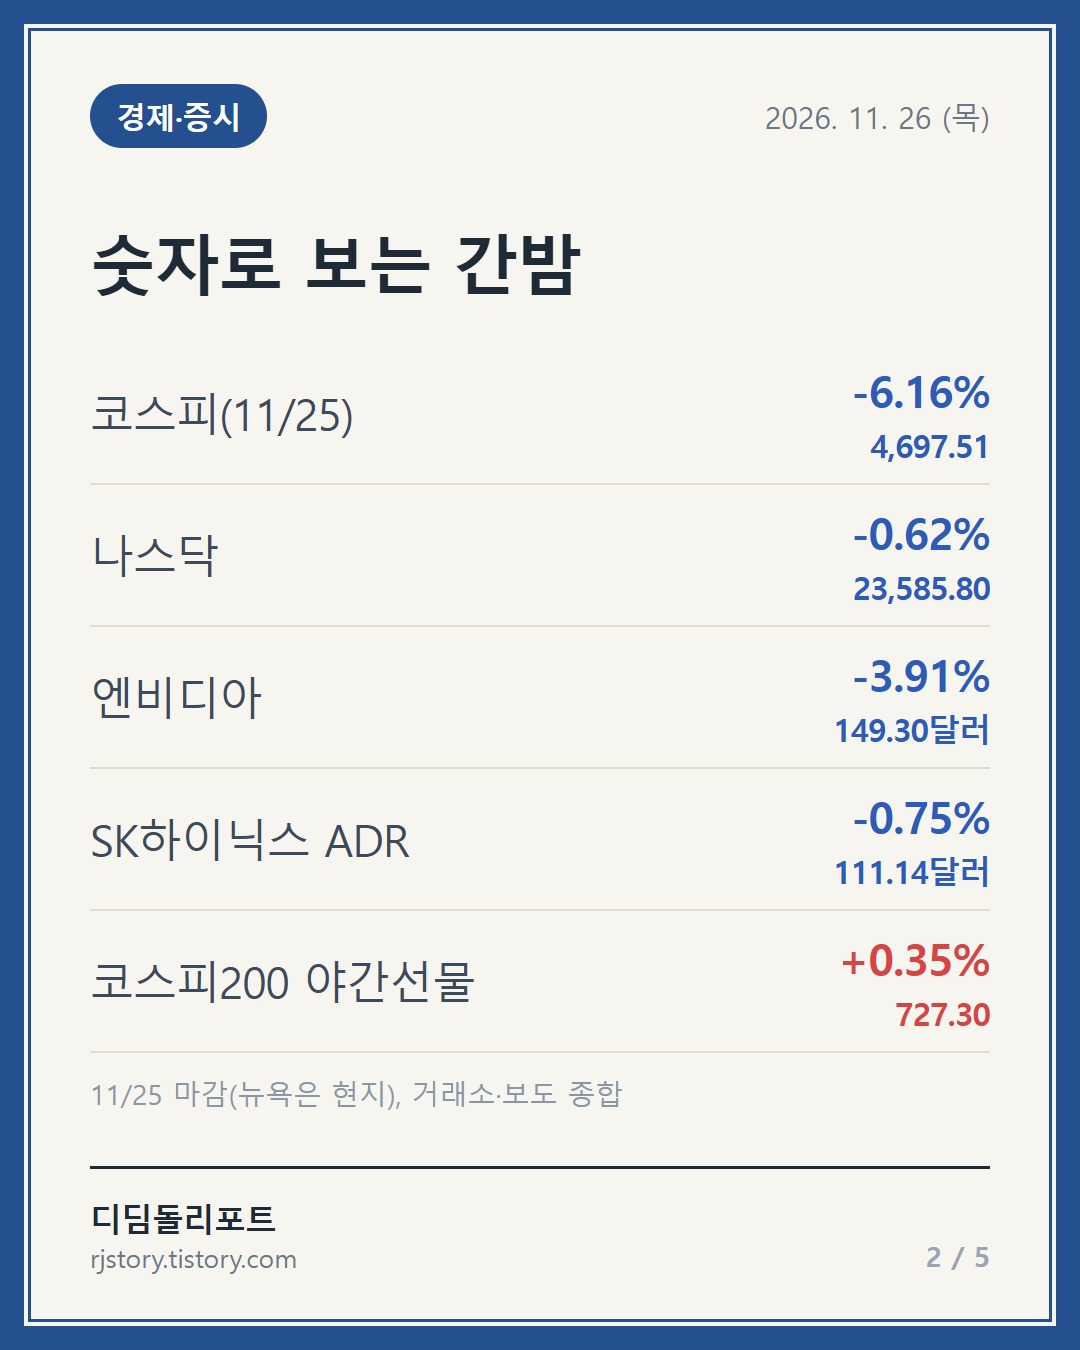 경제·증시
2026. 11. 26 (목)
숫자로 보는 간밤
코스피(11/25)
-6.16%
4,697.51
나스닥
-0.62%
23,585.80
엔비디아
-3.91%
149.30달러
SK하이닉스 ADR
-0.75%
111.14달러
코스피200 야간선물
+0.35%
727.30
11/25 마감(뉴욕은 현지), 거래소·보도 종합
디딤돌리포트
rjstory.tistory.com
2 / 5